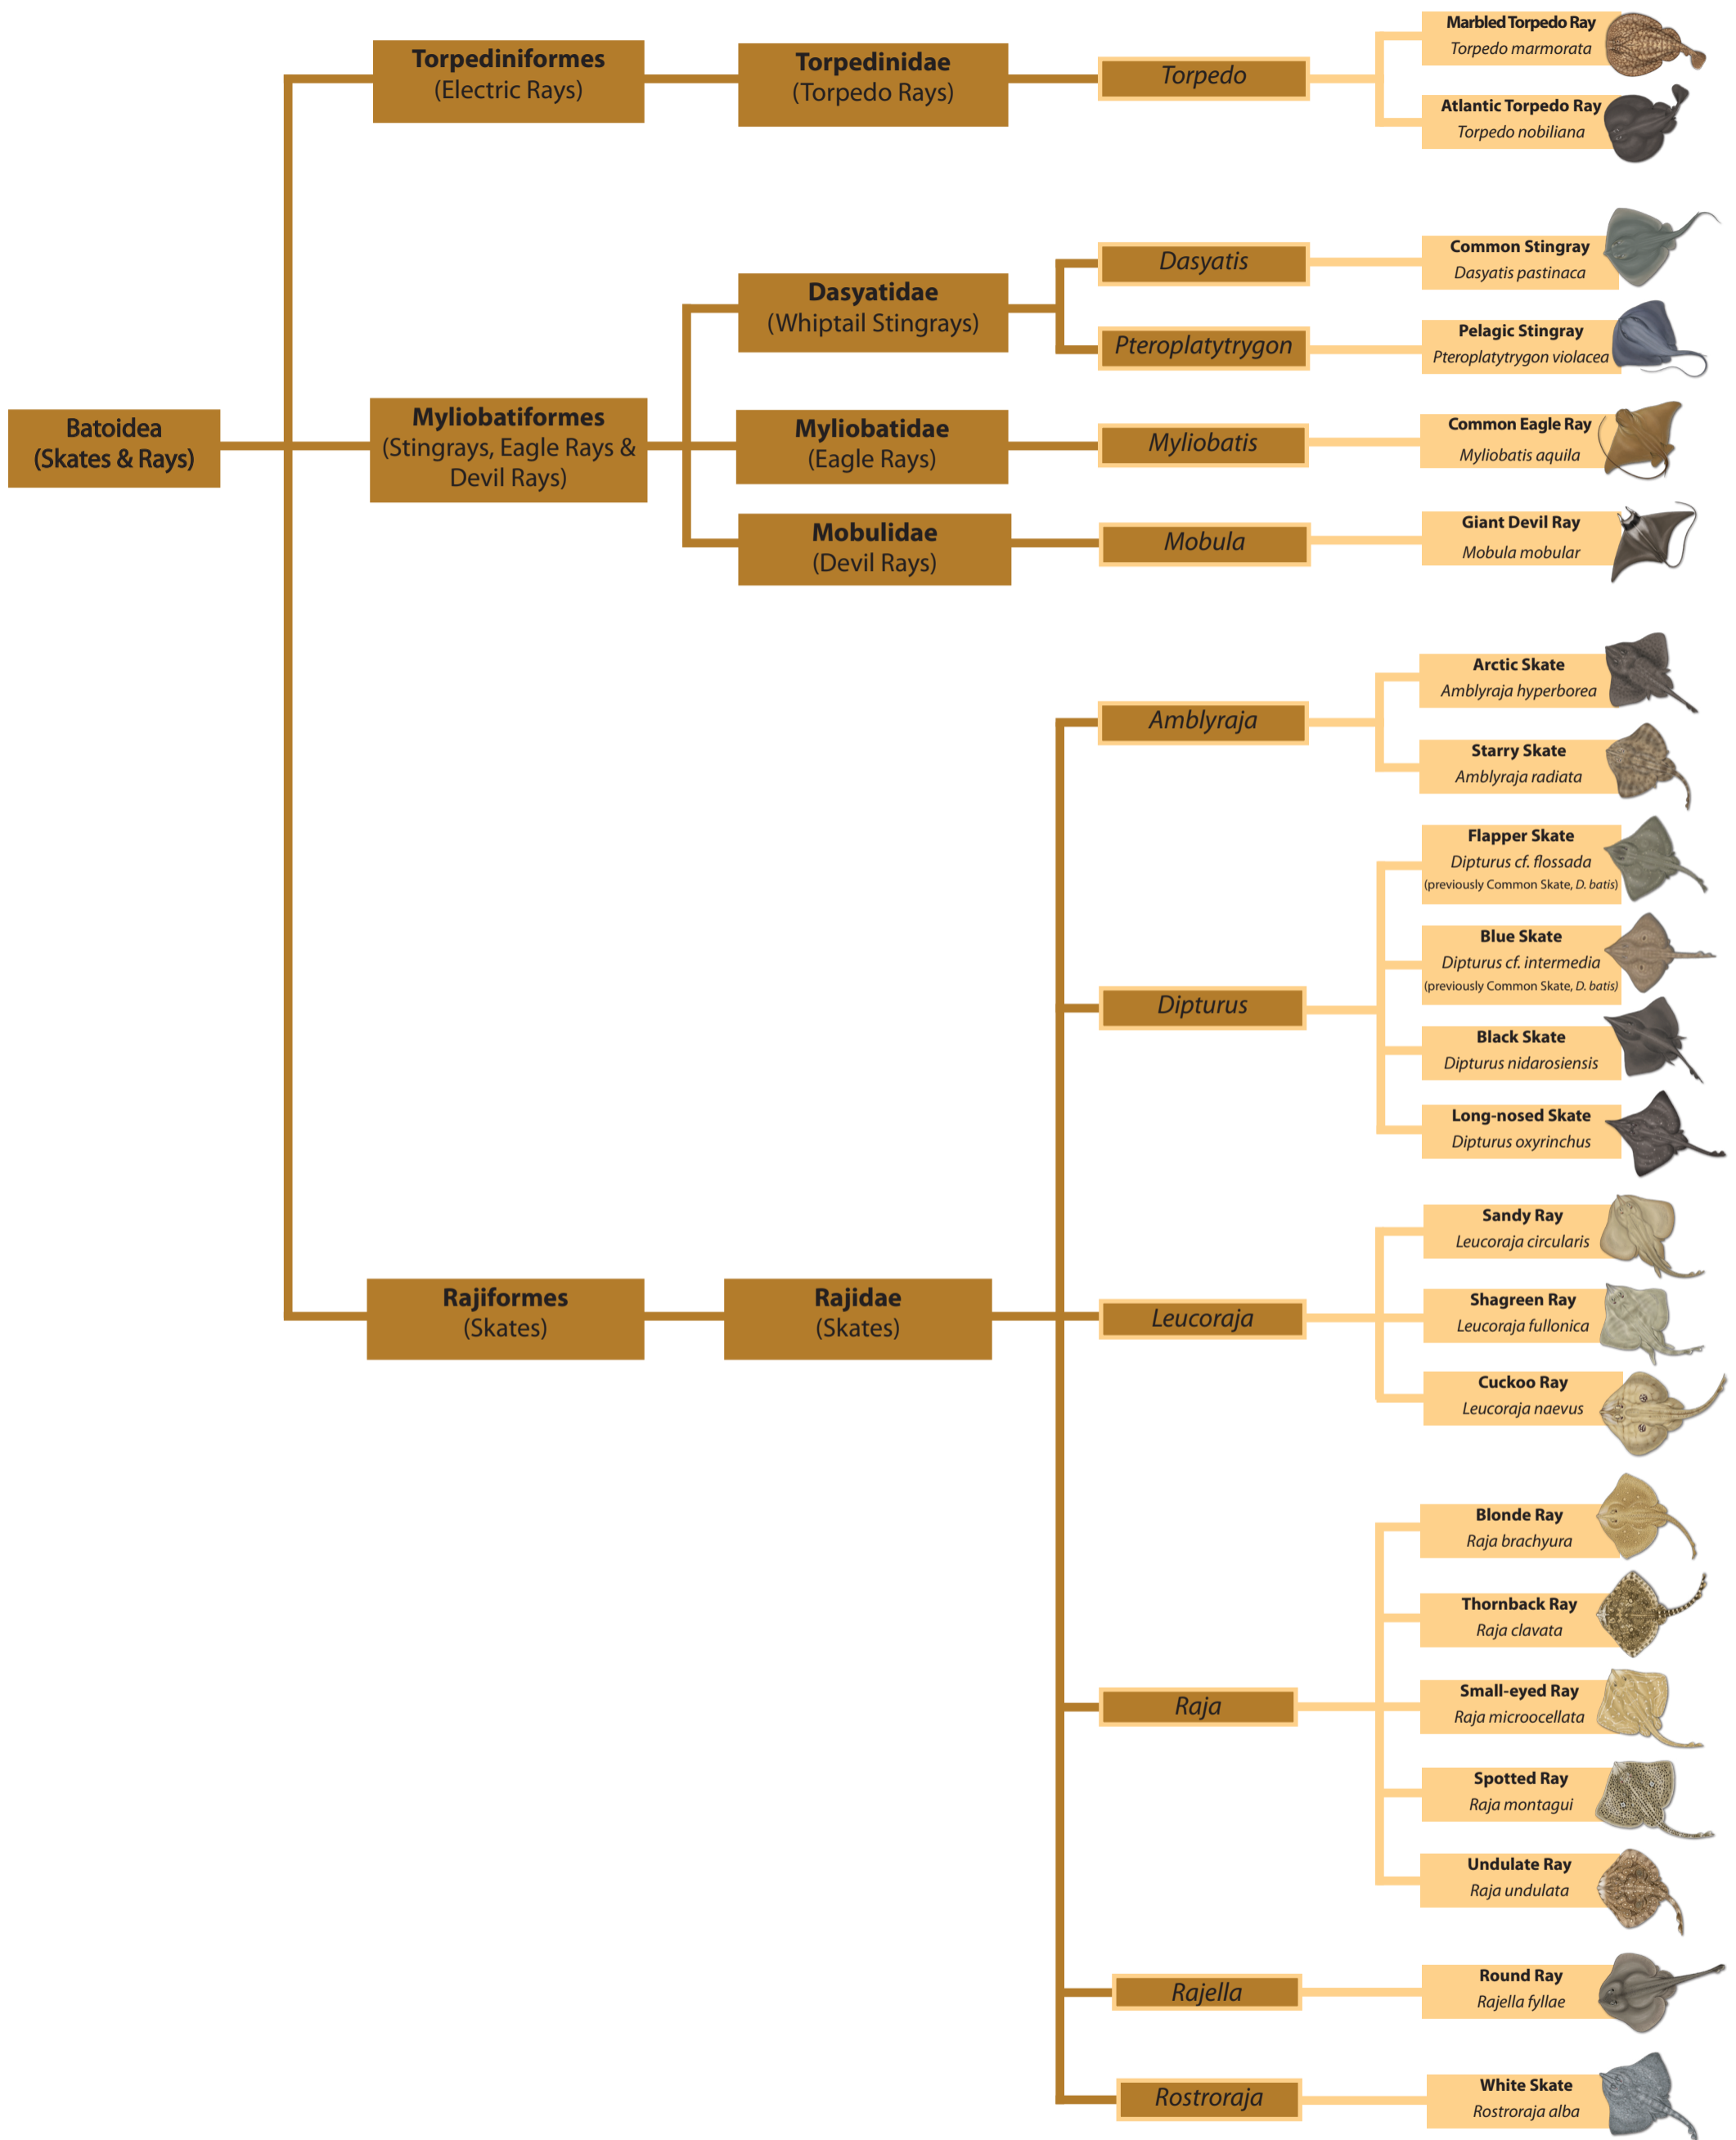 Batoidea
(Skates & Rays)
Torpediniformes
(Electric Rays)
Torpedinidae
(Torpedo Rays)
Torpedo
Marbled Torpedo Ray
Torpedo marmorata
Atlantic Torpedo Ray
Torpedo nobiliana
Myliobatiformes
(Stingrays, Eagle Rays &
Devil Rays)
Dasyatidae
(Whiptail Stingrays)
Dasyatis
Common Stingray
Dasyatis pastinaca
Pteroplatytrygon
Pelagic Stingray
Pteroplatytrygon violacea
Myliobatidae
(Eagle Rays)
Myliobatis
Common Eagle Ray
Myliobatis aquila
Mobulidae
(Devil Rays)
Mobula
Giant Devil Ray
Mobula mobular
Rajiformes
(Skates)
Rajidae
(Skates)
Amblyraja
Arctic Skate
Amblyraja hyperborea
Starry Skate
Amblyraja radiata
Dipturus
Flapper Skate
Dipturus cf. flossada
(previously Common Skate, D. batis)
Blue Skate
Dipturus cf. intermedia
(previously Common Skate, D. batis)
Black Skate
Dipturus nidarosiensis
Long-nosed Skate
Dipturus oxyrinchus
Leucoraja
Sandy Ray
Leucoraja circularis
Shagreen Ray
Leucoraja fullonica
Cuckoo Ray
Leucoraja naevus
Raja
Blonde Ray
Raja brachyura
Thornback Ray
Raja clavata
Small-eyed Ray
Raja microocellata
Spotted Ray
Raja montagui
Undulate Ray
Raja undulata
Rajella
Round Ray
Rajella fyllae
Rostroraja
White Skate
Rostroraja alba